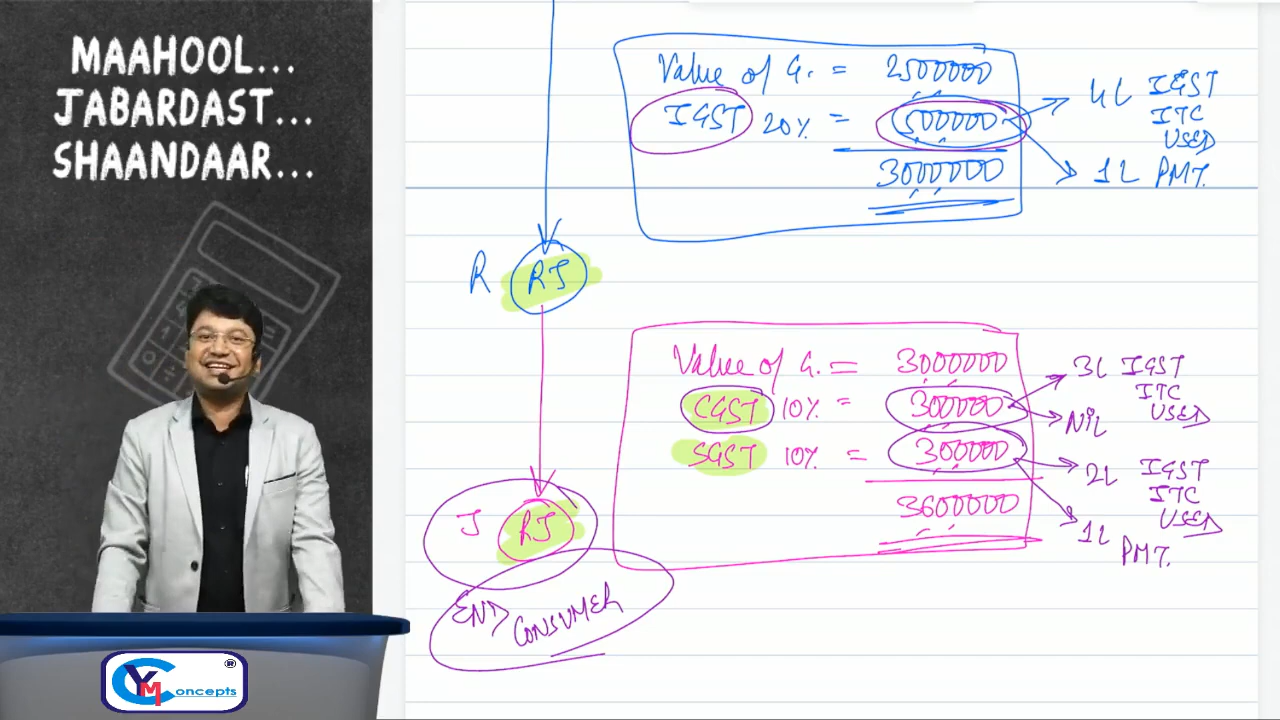 MAAHOOL...
JABARDAST...
SHAANDAAR...
Value of G. = 2500000
IGST 20% = 500000
3000000
4L IGST
ITC
USED
1L PMT.
R RJ
Value of G. = 3000000
CGST 10% = 300000
SGST 10% = 300000
3600000
3L IGST
ITC
USED
NIL
2L IGST
ITC
USED
1L
PMT.
J RJ
END CONSUMER
CYM Concepts ®